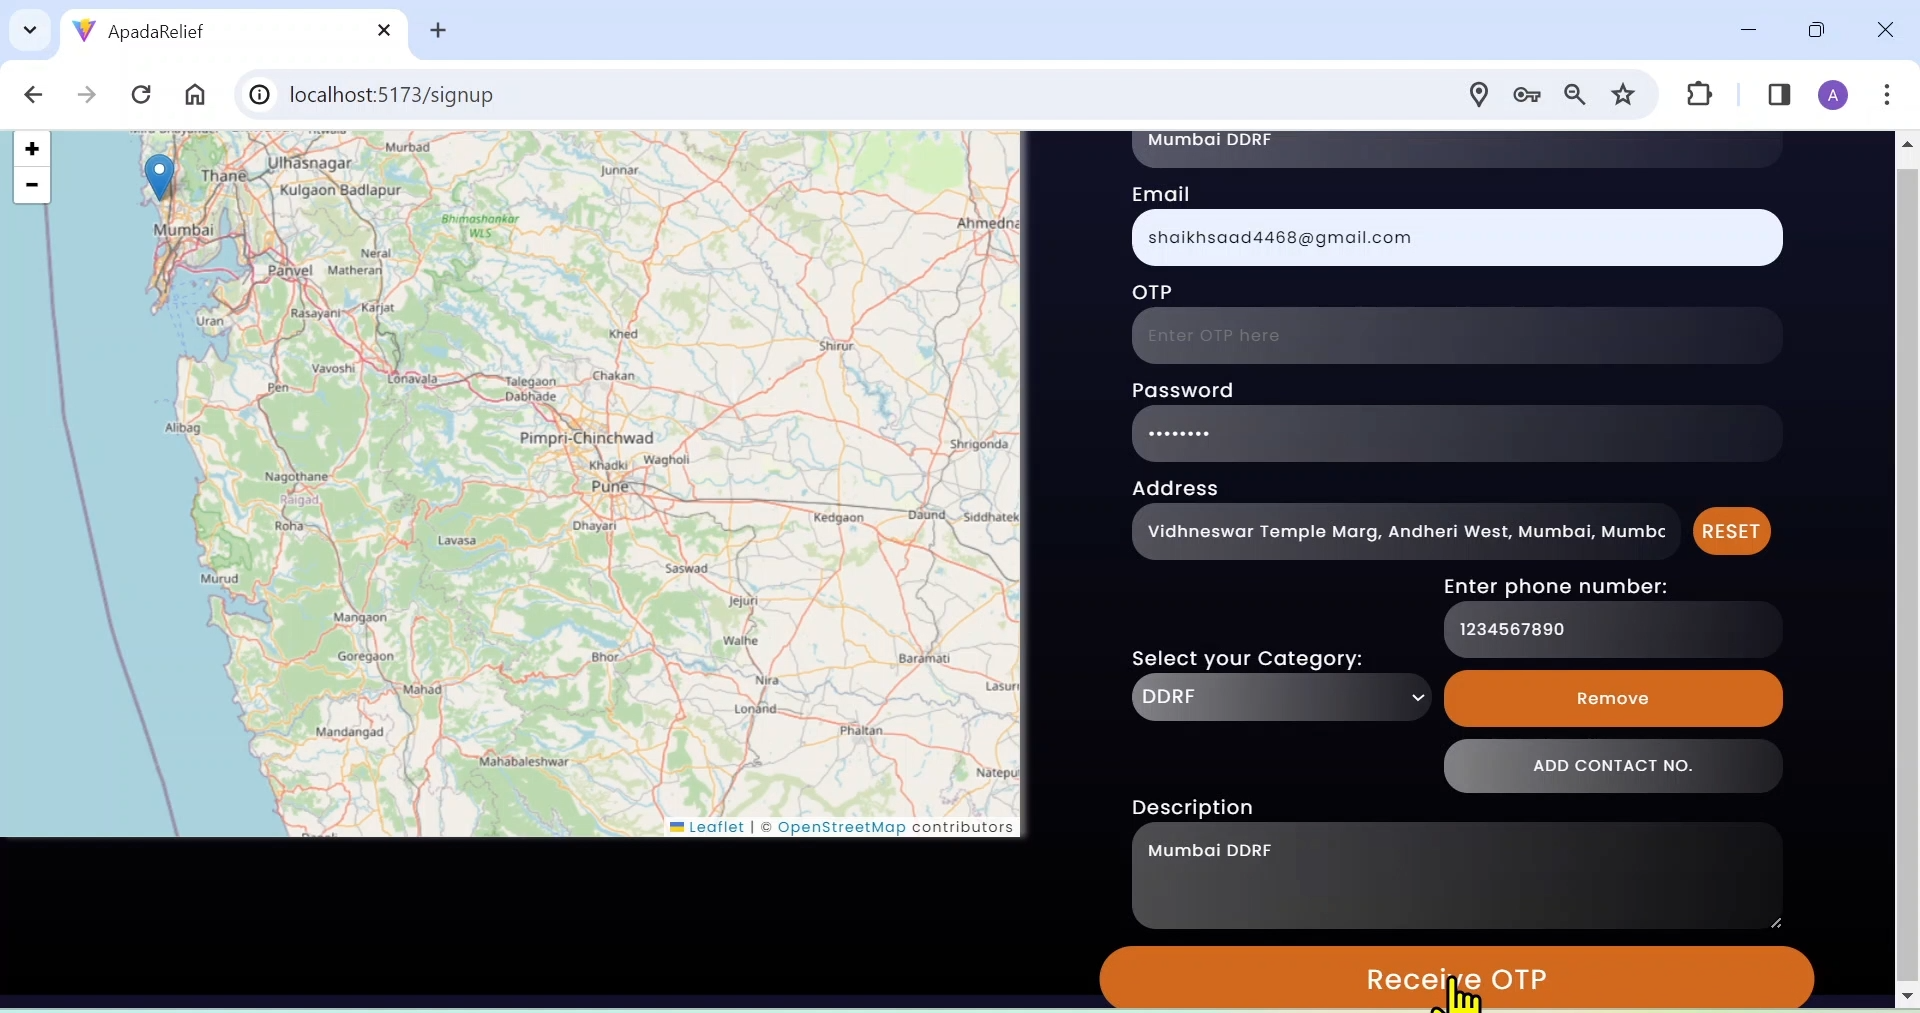 ApadaRelief
localhost:5173/signup
A
+
-
Murbad
Junnar
Ulhasnagar
Thane
Kulgaon Badlapur
Bhimashankar
WLS
Ahmedna
Mumbai
Neral
Panvel
Matheran
Karjat
Rasayani
Uran
Khed
Shirur
Vavoshi
Lonavala
Chakan
Talegaon
Dabhade
Pen
Alibag
Pimpri-Chinchwad
Shrigonda
Khadki
Wagholi
Nagothane
Pune
Raigad
Roha
Dhayari
Kedgaon
Daund
Siddhatek
Lavasa
Saswad
Murud
Jejuri
Mangaon
Walhe
Goregaon
Bhor
Baramati
Mahad
Nira
Lasur
Lonand
Mandangad
Phaltan
Mahabaleshwar
Natepu
Leaflet | © OpenStreetMap contributors
Mumbai DDRF
Email
shaikhsaad4468@gmail.com
OTP
Enter OTP here
Password
••••••••
Address
Vidhneswar Temple Marg, Andheri West, Mumbai, Mumbc
RESET
Enter phone number:
1234567890
Select your Category:
DDRF
Remove
ADD CONTACT NO.
Description
Mumbai DDRF
Receive OTP